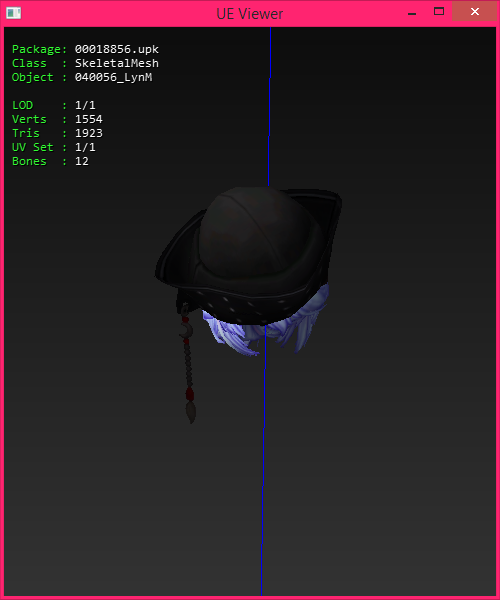 UE Viewer
Package: 00018856.upk
Class : SkeletalMesh
Object : 040056_LynM
LOD : 1/1
Verts : 1554
Tris : 1923
UV Set : 1/1
Bones : 12